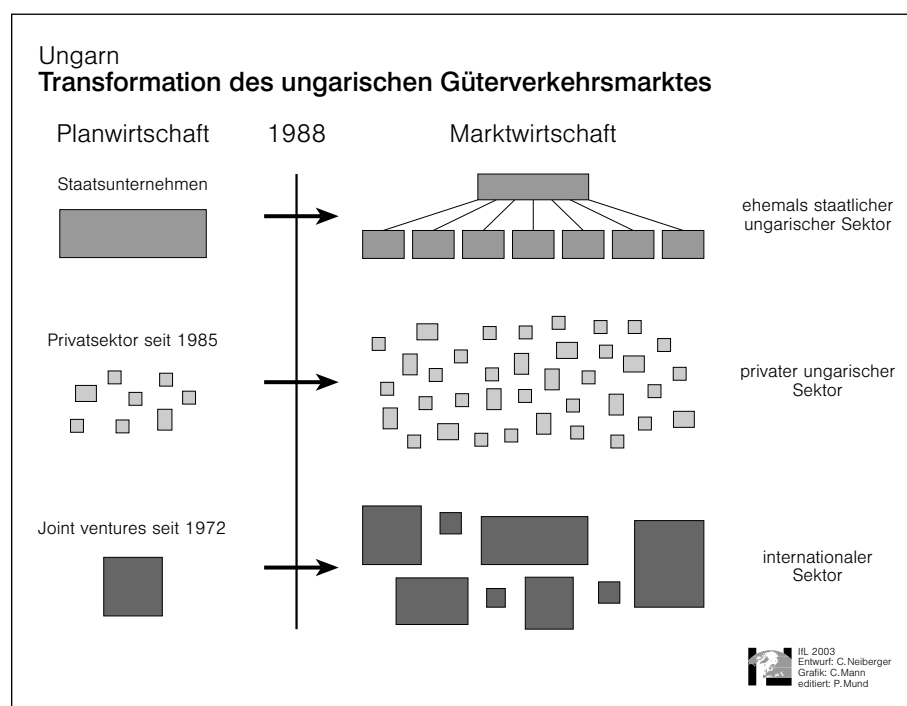 Ungarn
Transformation des ungarischen Güterverkehrsmarktes
Planwirtschaft
1988
Marktwirtschaft
Staatsunternehmen
ehemals staatlicher
ungarischer Sektor
Privatsektor seit 1985
privater ungarischer
Sektor
Joint ventures seit 1972
internationaler
Sektor
IfL 2003
Entwurf: C.Neiberger
Grafik: C.Mann
editiert: P.Mund